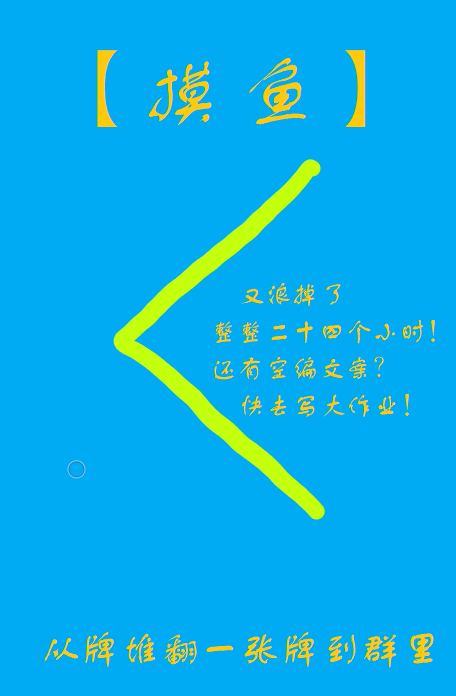 【摸鱼】
又浪掉了
整整二十四个小时！
还有空编文案？
快去写大作业！
从牌堆翻一张牌到群里